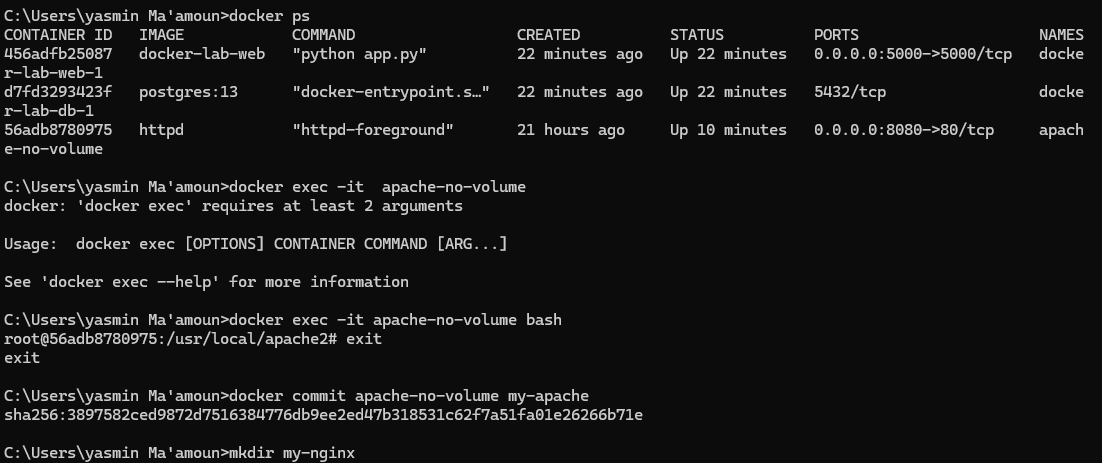 C:\Users\yasmin Ma'amoun>docker ps
CONTAINER ID   IMAGE            COMMAND                  CREATED          STATUS          PORTS                    NAMES
456adfb25087   docker-lab-web   "python app.py"          22 minutes ago   Up 22 minutes   0.0.0.0:5000->5000/tcp   docke
r-lab-web-1
d7fd3293423f   postgres:13      "docker-entrypoint.s…"   22 minutes ago   Up 22 minutes   5432/tcp                 docke
r-lab-db-1
56adb8780975   httpd            "httpd-foreground"       21 hours ago     Up 10 minutes   0.0.0.0:8080->80/tcp     apach
e-no-volume
C:\Users\yasmin Ma'amoun>docker exec -it  apache-no-volume
docker: 'docker exec' requires at least 2 arguments
Usage:  docker exec [OPTIONS] CONTAINER COMMAND [ARG...]
See 'docker exec --help' for more information
C:\Users\yasmin Ma'amoun>docker exec -it apache-no-volume bash
root@56adb8780975:/usr/local/apache2# exit
exit
C:\Users\yasmin Ma'amoun>docker commit apache-no-volume my-apache
sha256:3897582ced9872d7516384776db9ee2ed47b318531c62f7a51fa01e26266b71e
C:\Users\yasmin Ma'amoun>mkdir my-nginx